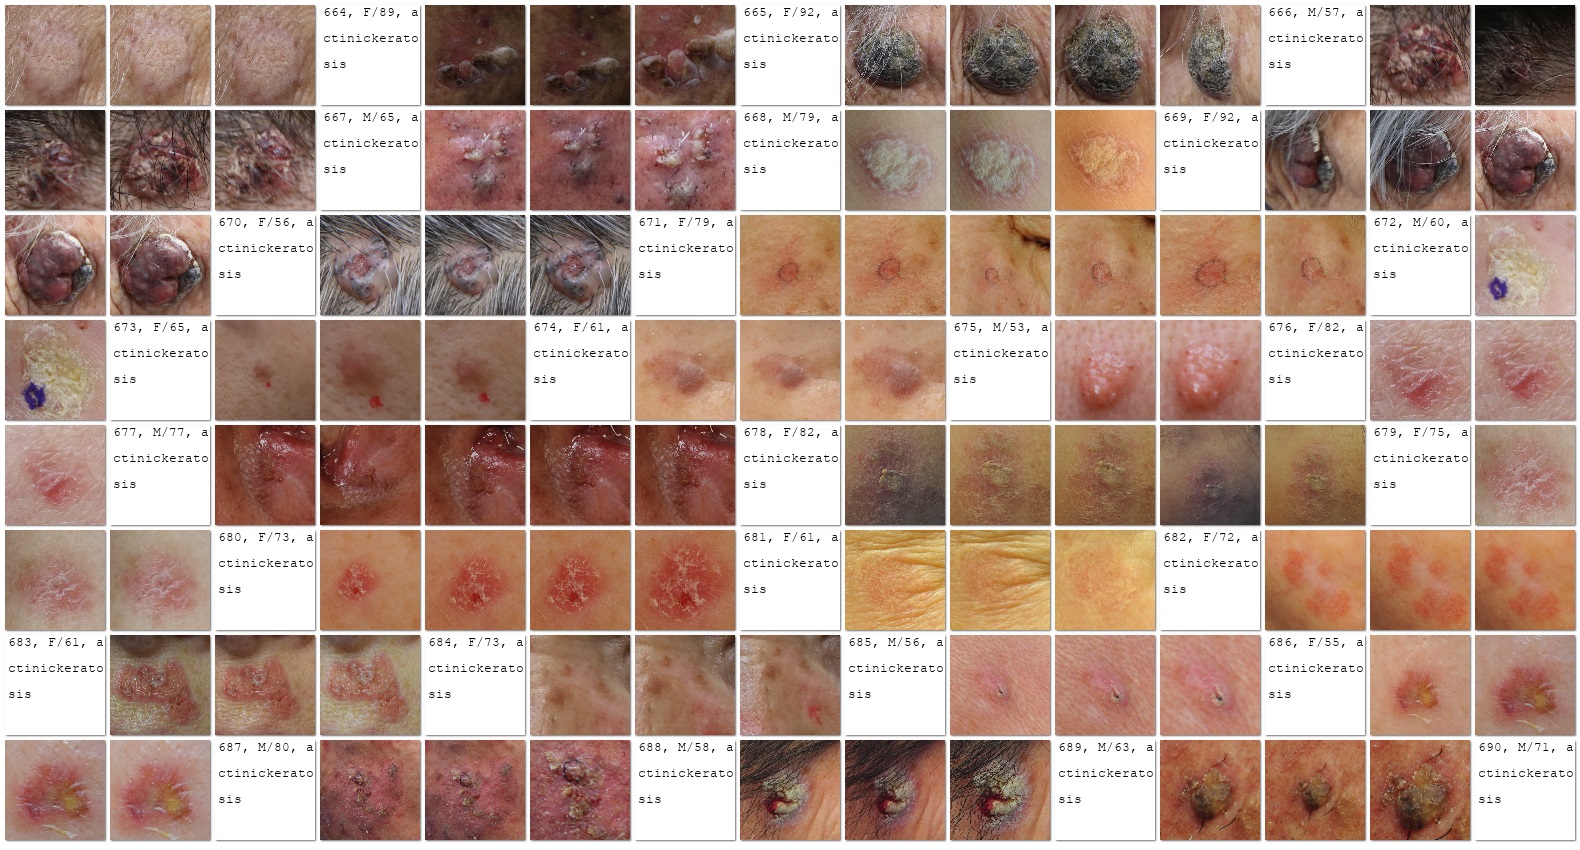 664, F/89, a
ctinickerato
sis
665, F/92, a
ctinickerato
sis
666, M/57, a
ctinickerato
sis
667, M/65, a
ctinickerato
sis
668, M/79, a
ctinickerato
sis
669, F/92, a
ctinickerato
sis
670, F/56, a
ctinickerato
sis
671, F/79, a
ctinickerato
sis
672, M/60, a
ctinickerato
sis
673, F/65, a
ctinickerato
sis
674, F/61, a
ctinickerato
sis
675, M/53, a
ctinickerato
sis
676, F/82, a
ctinickerato
sis
677, M/77, a
ctinickerato
sis
678, F/82, a
ctinickerato
sis
679, F/75, a
ctinickerato
sis
680, F/73, a
ctinickerato
sis
681, F/61, a
ctinickerato
sis
682, F/72, a
ctinickerato
sis
683, F/61, a
ctinickerato
sis
684, F/73, a
ctinickerato
sis
685, M/56, a
ctinickerato
sis
686, F/55, a
ctinickerato
sis
687, M/80, a
ctinickerato
sis
688, M/58, a
ctinickerato
sis
689, M/63, a
ctinickerato
sis
690, M/71, a
ctinickerato
sis